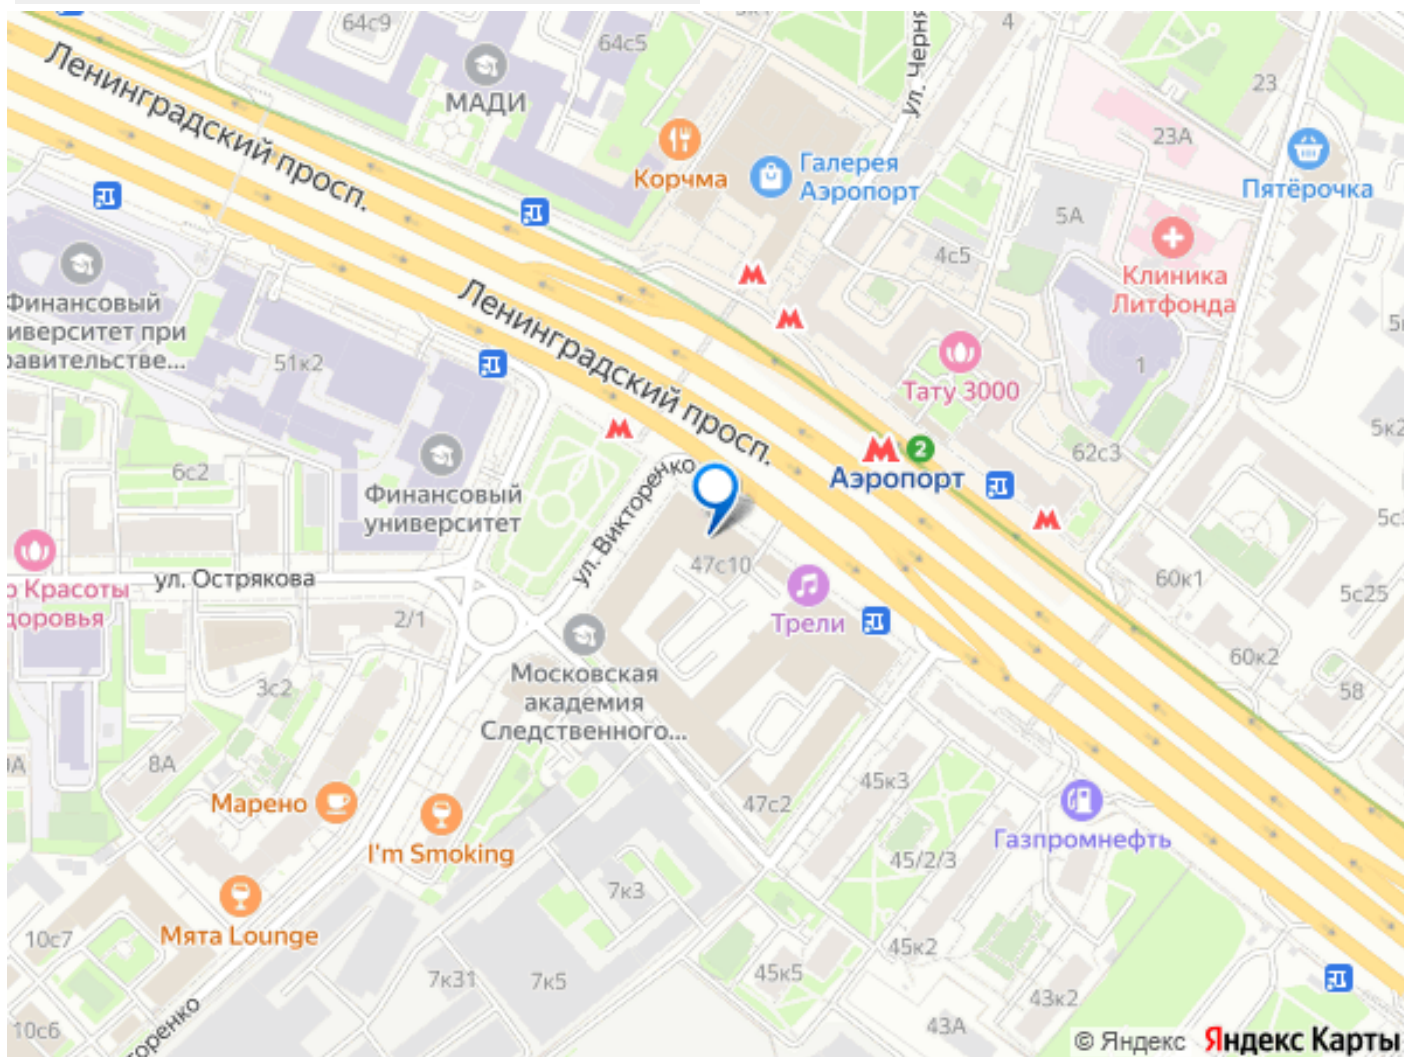 64с9
64с5
4
ул. Черня
МАДИ
23
23А
Ленинградский просп.
Корчма
Галерея
Аэропорт
Пятёрочка
5А
4с5
Клиника
Литфонда
Финансовый
иверситет при
равительстве...
51к2
Ленинградский просп.
Тату 3000
1
5к2
62с3
2
Аэропорт
6с2
Финансовый
университет
ул. Викторенко
47с10
60к1
5с25
ул. Острякова
р Красоты
доровья
2/1
Трели
60к2
58
Московская
академия
Следственного...
3с2
8А
45к3
Марено
47с2
I'm Smoking
Газпромнефть
45/2/3
7к3
10с7
Мята Lounge
45к2
7к31
7к5
45к5
43к2
10с6
оренко
43А
© Яндекс Яндекс Карты